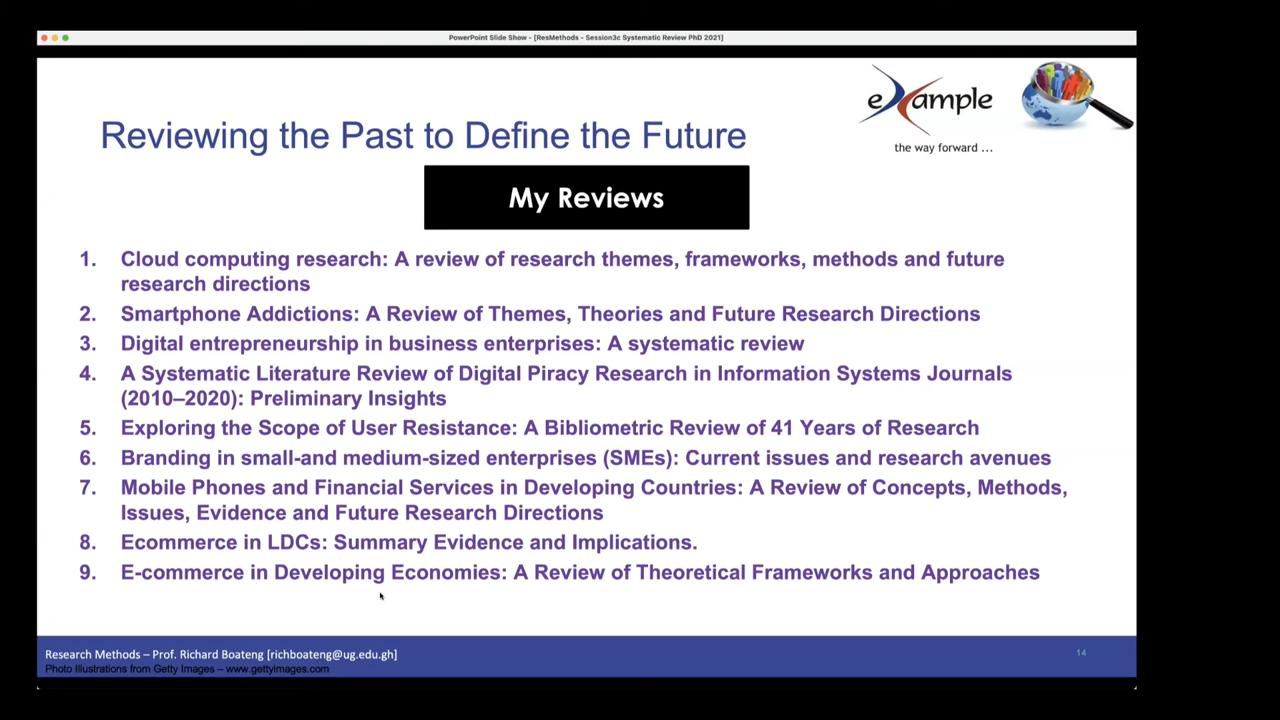 PowerPoint Slide Show - [ResMethods - Session3c Systematic Review PhD 2021]
eXample
the way forward ...
Reviewing the Past to Define the Future
My Reviews
1. Cloud computing research: A review of research themes, frameworks, methods and future
research directions
2. Smartphone Addictions: A Review of Themes, Theories and Future Research Directions
3. Digital entrepreneurship in business enterprises: A systematic review
4. A Systematic Literature Review of Digital Piracy Research in Information Systems Journals
(2010–2020): Preliminary Insights
5. Exploring the Scope of User Resistance: A Bibliometric Review of 41 Years of Research
6. Branding in small-and medium-sized enterprises (SMEs): Current issues and research avenues
7. Mobile Phones and Financial Services in Developing Countries: A Review of Concepts, Methods,
Issues, Evidence and Future Research Directions
8. Ecommerce in LDCs: Summary Evidence and Implications.
9. E-commerce in Developing Economies: A Review of Theoretical Frameworks and Approaches
Research Methods – Prof. Richard Boateng [richboateng@ug.edu.gh]
14
Photo Illustrations from Getty Images – www.gettyimages.com